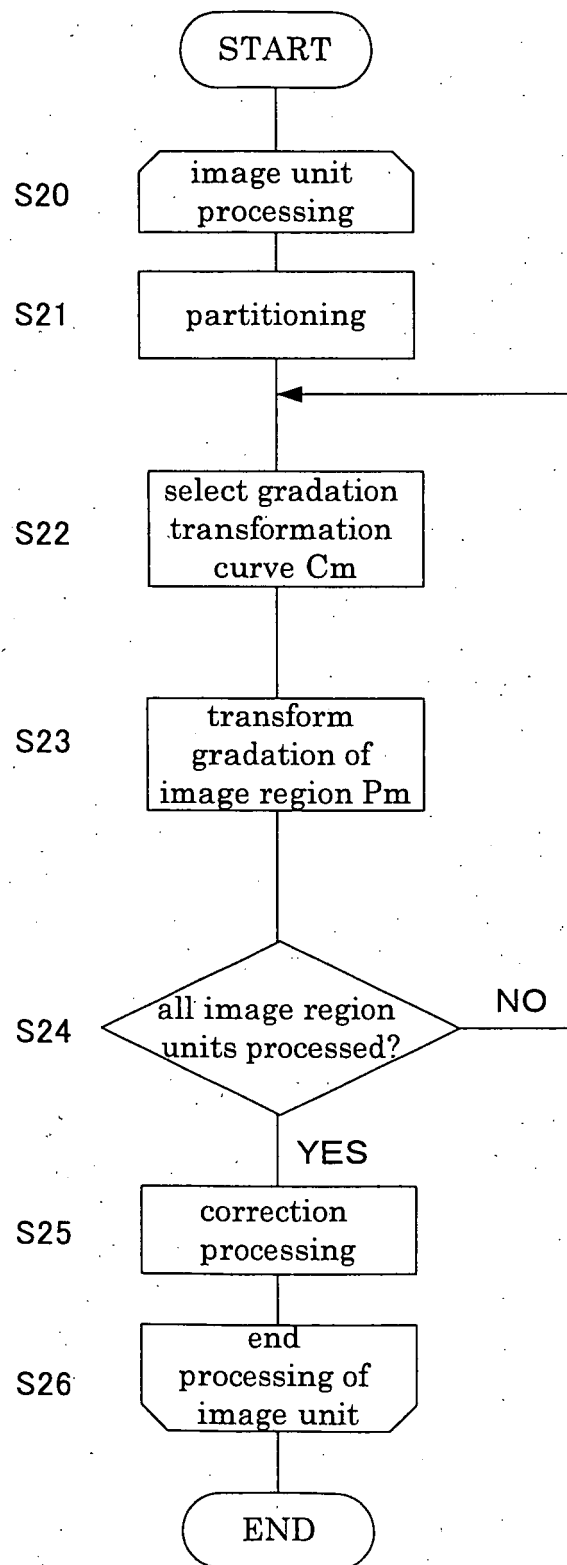 START
S20
image unit
processing
S21
partitioning
S22
select gradation
transformation
curve Cm
S23
transform
gradation of
image region Pm
S24
all image region
units processed?
NO
YES
S25
correction
processing
S26
end
processing of
image unit
END